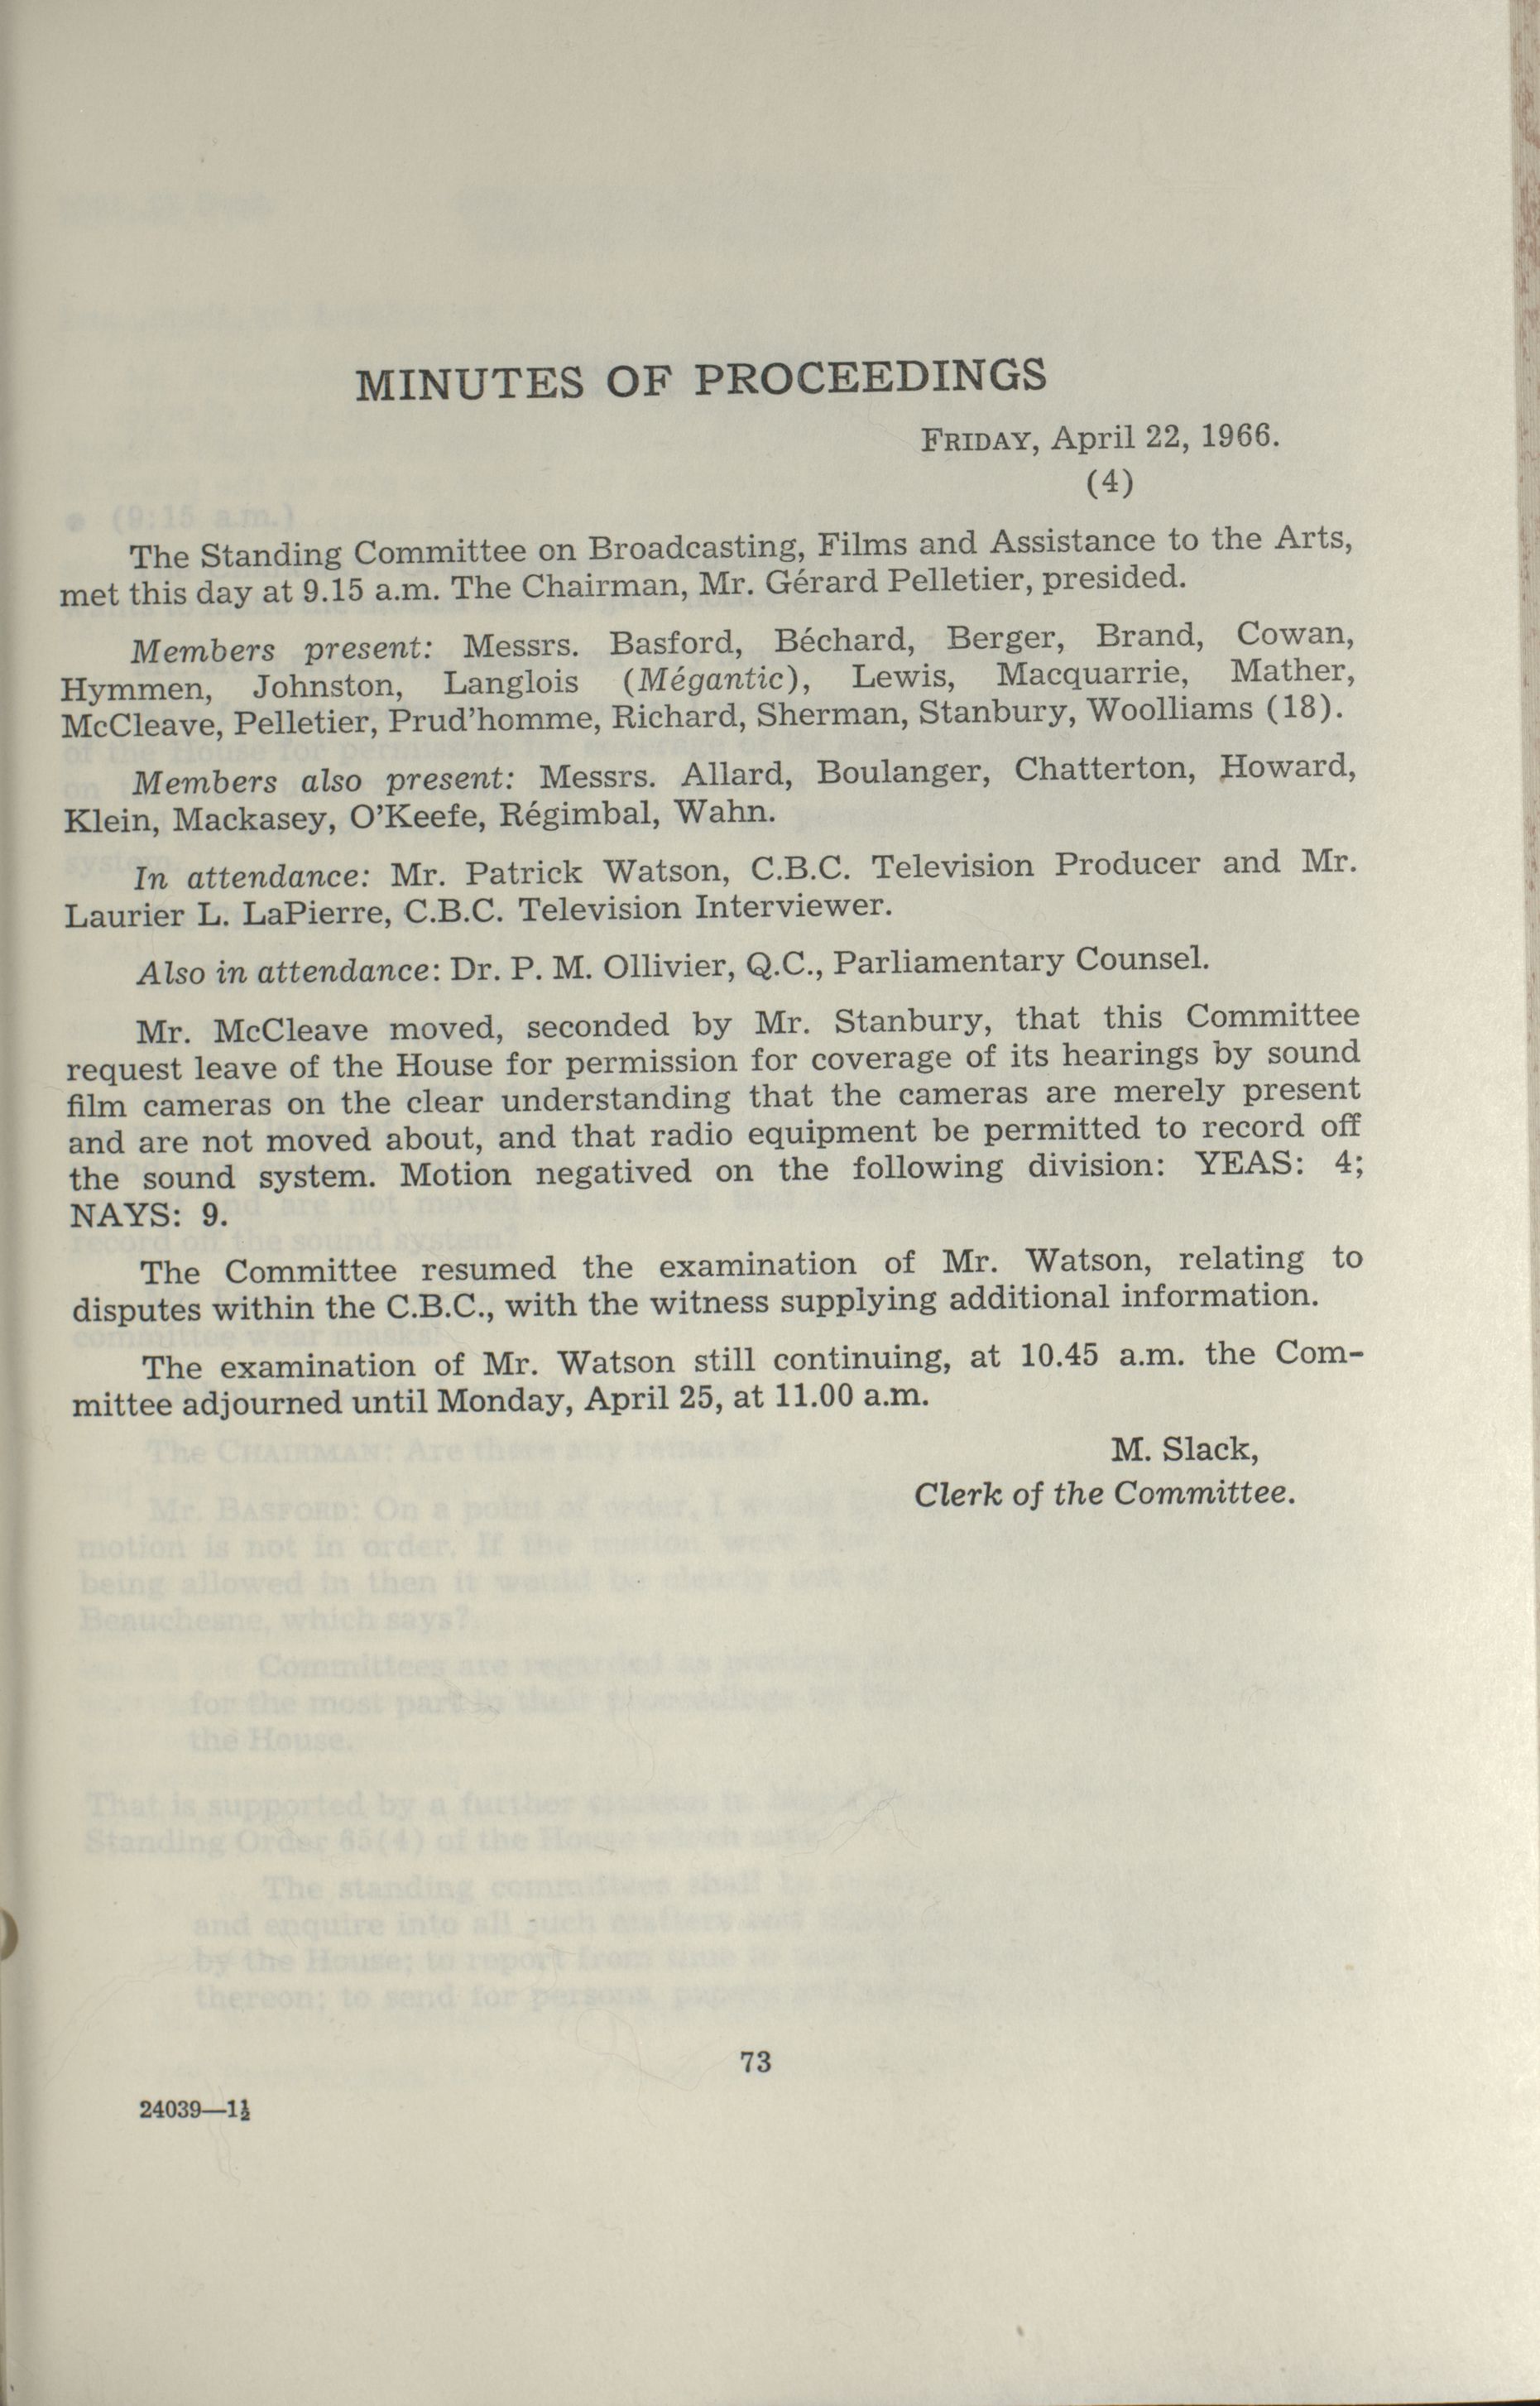 MINUTES OF PROCEEDINGS
FRIDAY, April 22, 1966.
(4)
The Standing Committee on Broadcasting, Films and Assistance to the Arts,
met this day at 9.15 a.m. The Chairman, Mr. Gérard Pelletier, presided.
Members present: Messrs. Basford, Béchard, Berger, Brand, Cowan,
Hymmen, Johnston, Langlois (Mégantic), Lewis, Macquarrie, Mather,
McCleave, Pelletier, Prud'homme, Richard, Sherman, Stanbury, Woolliams (18).
Members also present: Messrs. Allard, Boulanger, Chatterton, Howard,
Klein, Mackasey, O'Keefe, Régimbal, Wahn.
In attendance: Mr. Patrick Watson, C.B.C. Television Producer and Mr.
Laurier L. LaPierre, C.B.C. Television Interviewer.
Also in attendance: Dr. P. M. Ollivier, Q.C., Parliamentary Counsel.
Mr. McCleave moved, seconded by Mr. Stanbury, that this Committee
request leave of the House for permission for coverage of its hearings by sound
film cameras on the clear understanding that the cameras are merely present
and are not moved about, and that radio equipment be permitted to record off
the sound system. Motion negatived on the following division: YEAS: 4;
NAYS: 9.
The Committee resumed the examination of Mr. Watson, relating to
disputes within the C.B.C., with the witness supplying additional information.
The examination of Mr. Watson still continuing, at 10.45 a.m. the Com-
mittee adjourned until Monday, April 25, at 11.00 a.m.
M. Slack,
Clerk of the Committee.
73
24039—1½